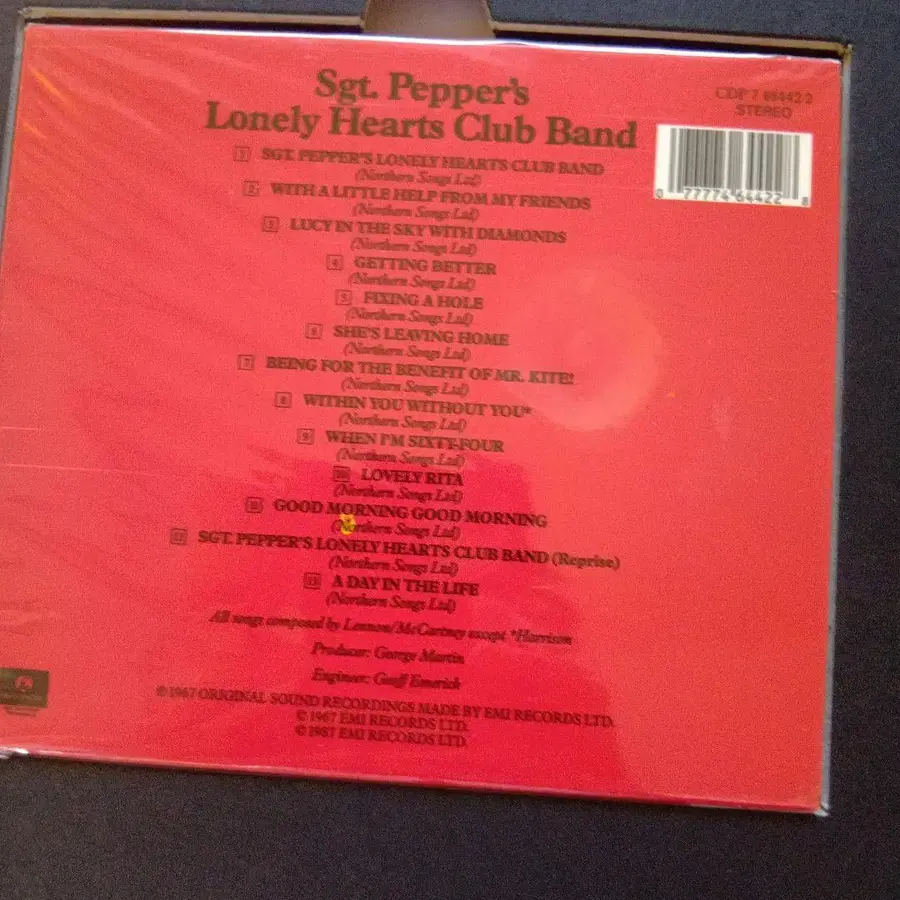 Sgt. Pepper's
Lonely Hearts Club Band
CDP 7 46442 2
STEREO
0 77774 64422 8
1 SGT. PEPPER'S LONELY HEARTS CLUB BAND
(Northern Songs Ltd)
2 WITH A LITTLE HELP FROM MY FRIENDS
(Northern Songs Ltd)
3 LUCY IN THE SKY WITH DIAMONDS
(Northern Songs Ltd)
4 GETTING BETTER
(Northern Songs Ltd)
5 FIXING A HOLE
(Northern Songs Ltd)
6 SHE'S LEAVING HOME
(Northern Songs Ltd)
7 BEING FOR THE BENEFIT OF MR. KITE!
(Northern Songs Ltd)
8 WITHIN YOU WITHOUT YOU*
(Northern Songs Ltd)
9 WHEN I'M SIXTY-FOUR
(Northern Songs Ltd)
10 LOVELY RITA
(Northern Songs Ltd)
11 GOOD MORNING GOOD MORNING
(Northern Songs Ltd)
12 SGT. PEPPER'S LONELY HEARTS CLUB BAND (Reprise)
(Northern Songs Ltd)
13 A DAY IN THE LIFE
(Northern Songs Ltd)
All songs composed by Lennon/McCartney except *Harrison
Producer: George Martin
Engineer: Geoff Emerick
℗ 1967 ORIGINAL SOUND RECORDINGS MADE BY EMI RECORDS LTD.
© 1967 EMI RECORDS LTD.
© 1987 EMI RECORDS LTD.